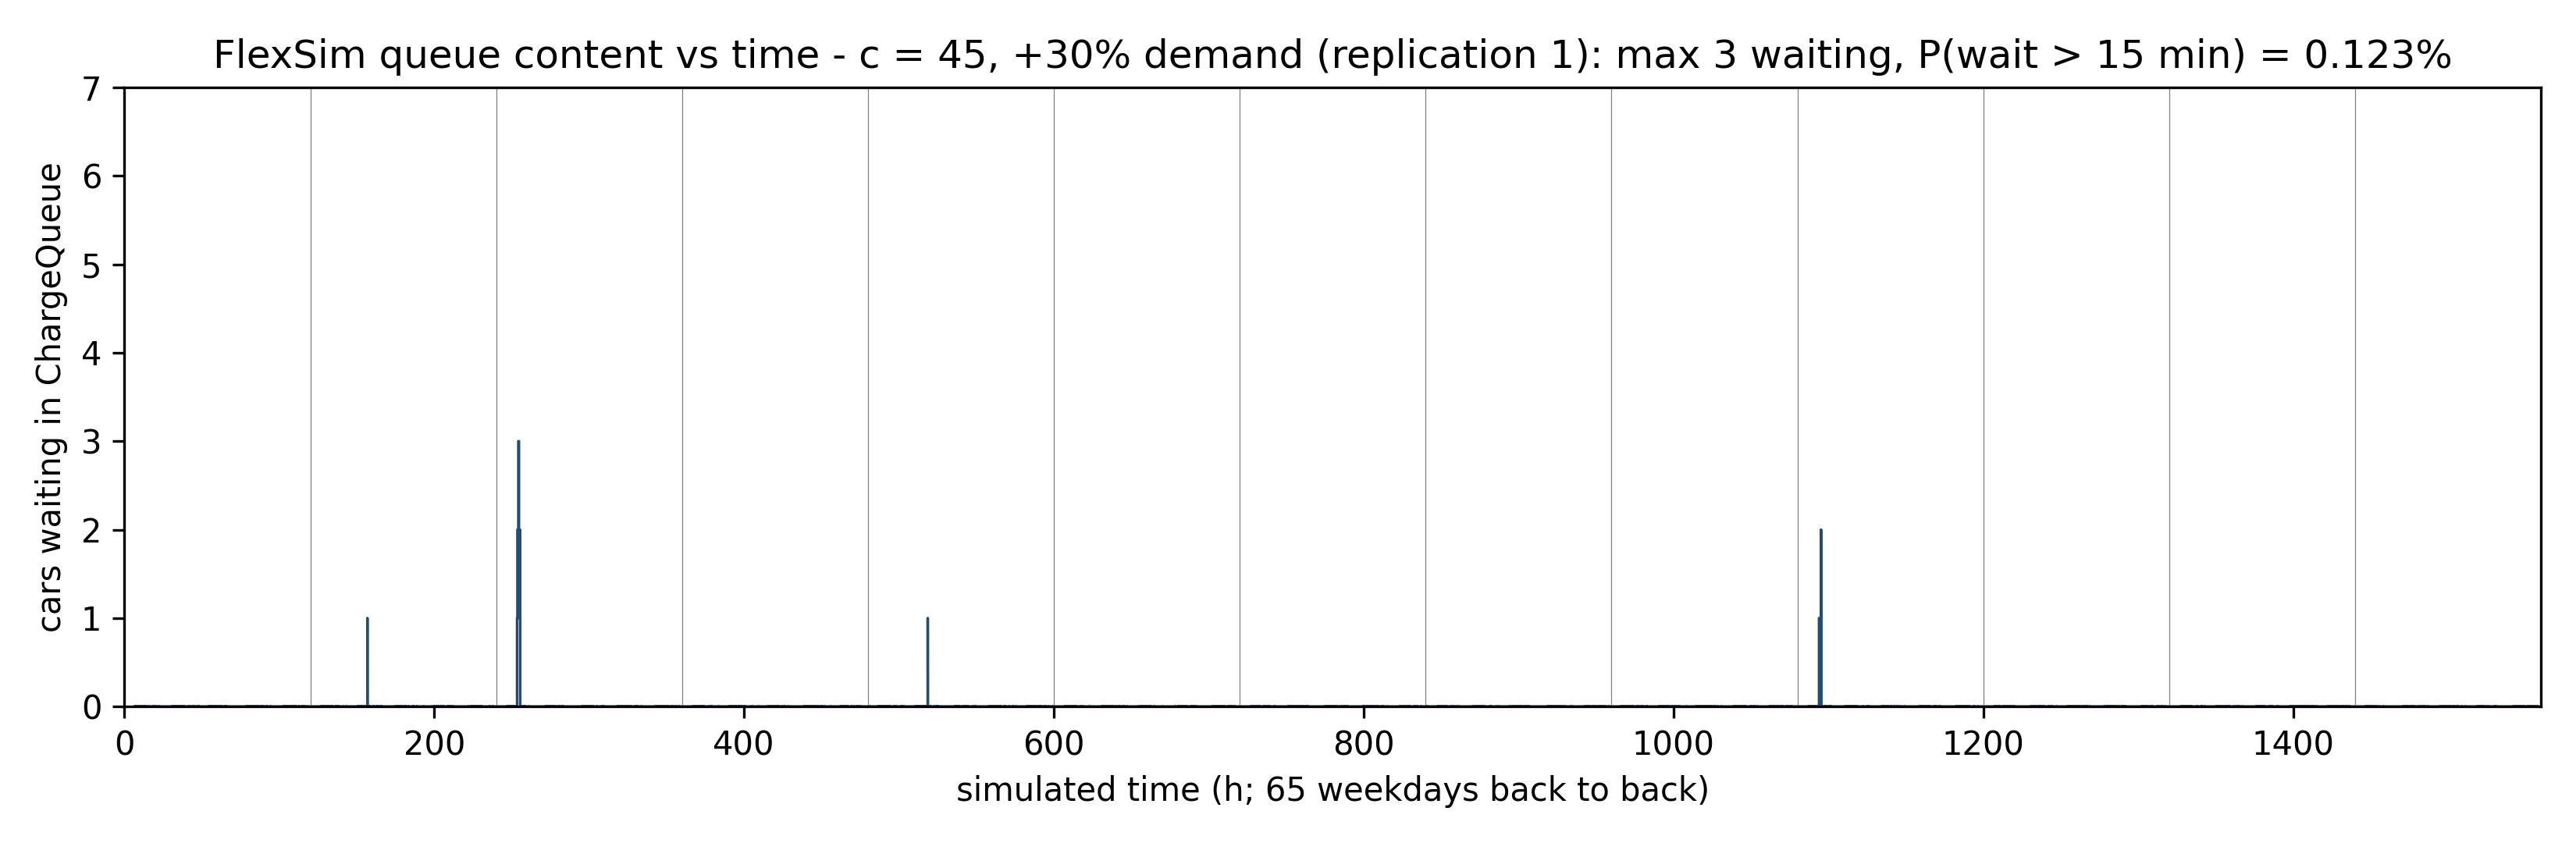 FlexSim queue content vs time - c = 45, +30% demand (replication 1): max 3 waiting, P(wait > 15 min) = 0.123%
7
6
5
4
3
2
1
0
cars waiting in ChargeQueue
0 200 400 600 800 1000 1200 1400
simulated time (h; 65 weekdays back to back)